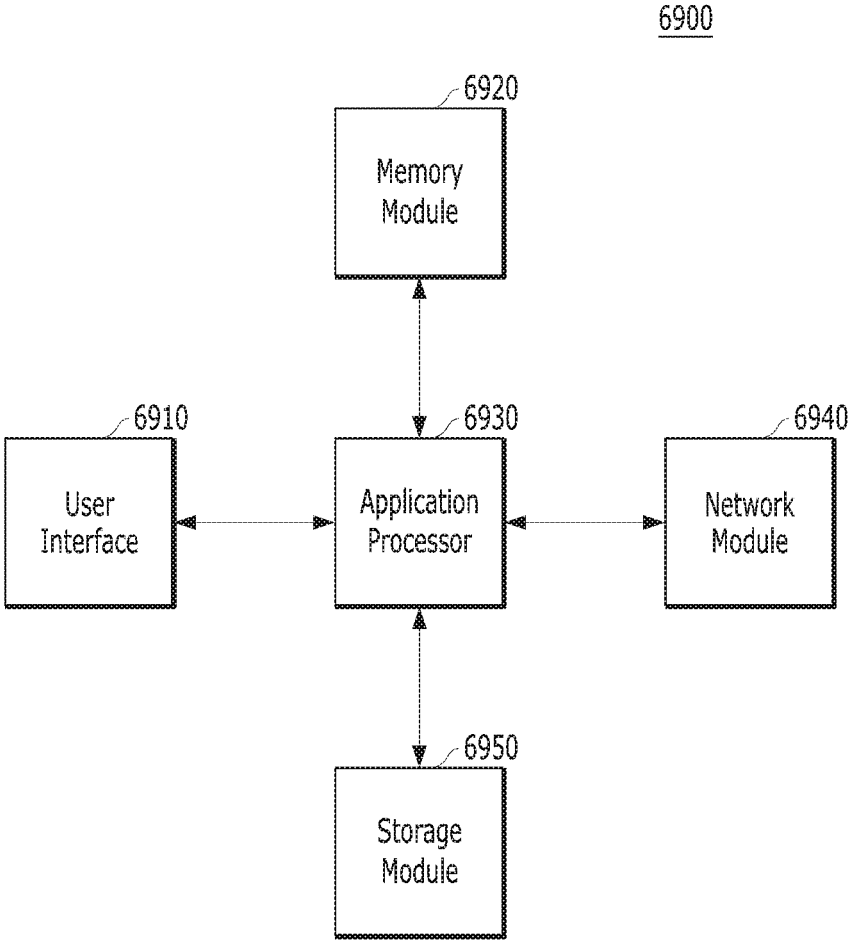 6900
6920
Memory
Module
6910
User
Interface
6930
Application
Processor
6940
Network
Module
6950
Storage
Module